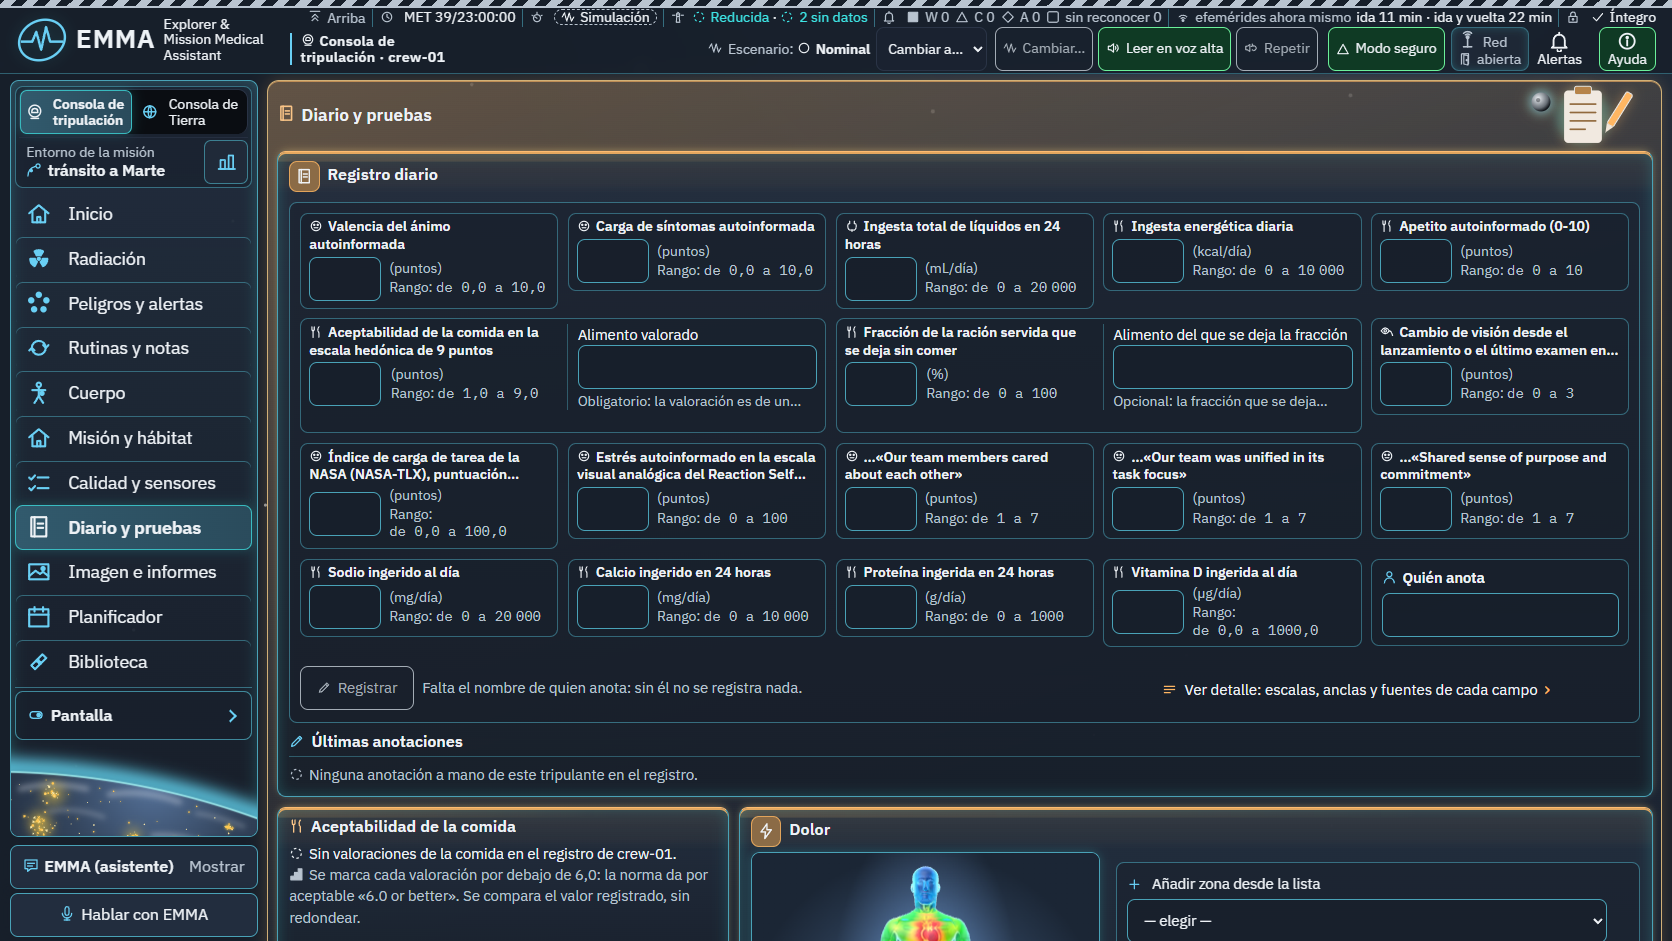 Arriba
MET 39/23:00:00
Simulación
Reducida · 2 sin datos
W 0 C 0 A 0 sin reconocer 0
efemérides ahora mismo ida 11 min · ida y vuelta 22 min
Íntegro
EMMA
Explorer &
Mission Medical
Assistant
Consola de
tripulación · crew-01
Escenario: Nominal
Cambiar a...
Cambiar...
Leer en voz alta
Repetir
Modo seguro
Red
abierta
Alertas
Ayuda
Consola de
tripulación
Consola de
Tierra
Entorno de la misión
tránsito a Marte
Inicio
Radiación
Peligros y alertas
Rutinas y notas
Cuerpo
Misión y hábitat
Calidad y sensores
Diario y pruebas
Imagen e informes
Planificador
Biblioteca
Pantalla
EMMA (asistente) Mostrar
Hablar con EMMA
Diario y pruebas
Registro diario
Valencia del ánimo
autoinformada
(puntos)
Rango: de 0,0 a 10,0
Carga de síntomas autoinformada
(puntos)
Rango: de 0,0 a 10,0
Ingesta total de líquidos en 24
horas
(mL/día)
Rango: de 0 a 20 000
Ingesta energética diaria
(kcal/día)
Rango: de 0 a 10 000
Apetito autoinformado (0-10)
(puntos)
Rango: de 0 a 10
Aceptabilidad de la comida en la
escala hedónica de 9 puntos
(puntos)
Rango: de 1,0 a 9,0
Alimento valorado
Obligatorio: la valoración es de un...
Fracción de la ración servida que
se deja sin comer
(%)
Rango: de 0 a 100
Alimento del que se deja la fracción
Opcional: la fracción que se deja...
Cambio de visión desde el
lanzamiento o el último examen en...
(puntos)
Rango: de 0 a 3
Índice de carga de tarea de la
NASA (NASA-TLX), puntuación...
(puntos)
Rango:
de 0,0 a 100,0
Estrés autoinformado en la escala
visual analógica del Reaction Self...
(puntos)
Rango: de 0 a 100
...«Our team members cared
about each other»
(puntos)
Rango: de 1 a 7
...«Our team was unified in its
task focus»
(puntos)
Rango: de 1 a 7
...«Shared sense of purpose and
commitment»
(puntos)
Rango: de 1 a 7
Sodio ingerido al día
(mg/día)
Rango: de 0 a 20 000
Calcio ingerido en 24 horas
(mg/día)
Rango: de 0 a 10 000
Proteína ingerida en 24 horas
(g/día)
Rango: de 0 a 1000
Vitamina D ingerida al día
(µg/día)
Rango:
de 0,0 a 1000,0
Quién anota
Registrar
Falta el nombre de quien anota: sin él no se registra nada.
Ver detalle: escalas, anclas y fuentes de cada campo
Últimas anotaciones
Ninguna anotación a mano de este tripulante en el registro.
Aceptabilidad de la comida
Sin valoraciones de la comida en el registro de crew-01.
Se marca cada valoración por debajo de 6,0: la norma da por
aceptable «6.0 or better». Se compara el valor registrado, sin
redondear.
Dolor
Añadir zona desde la lista
— elegir —